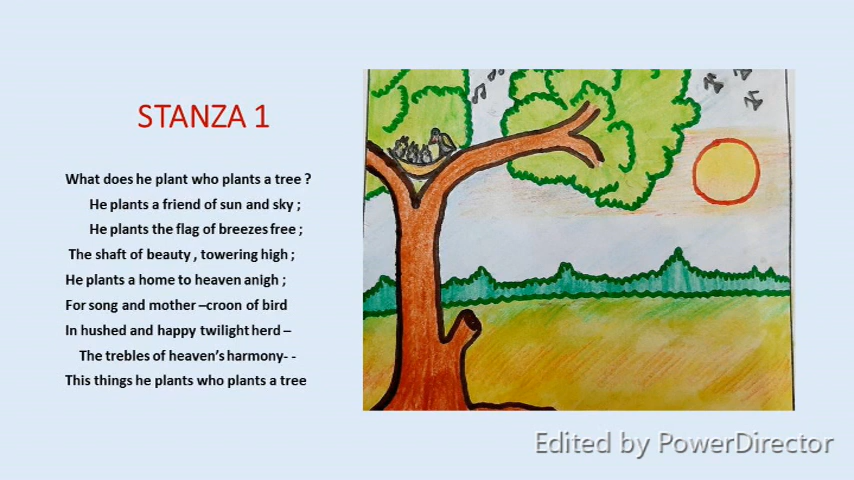 STANZA 1
What does he plant who plants a tree ?
He plants a friend of sun and sky ;
He plants the flag of breezes free ;
The shaft of beauty , towering high ;
He plants a home to heaven anigh ;
For song and mother –croon of bird
In hushed and happy twilight herd –
The trebles of heaven's harmony- -
This things he plants who plants a tree
Edited by PowerDirector